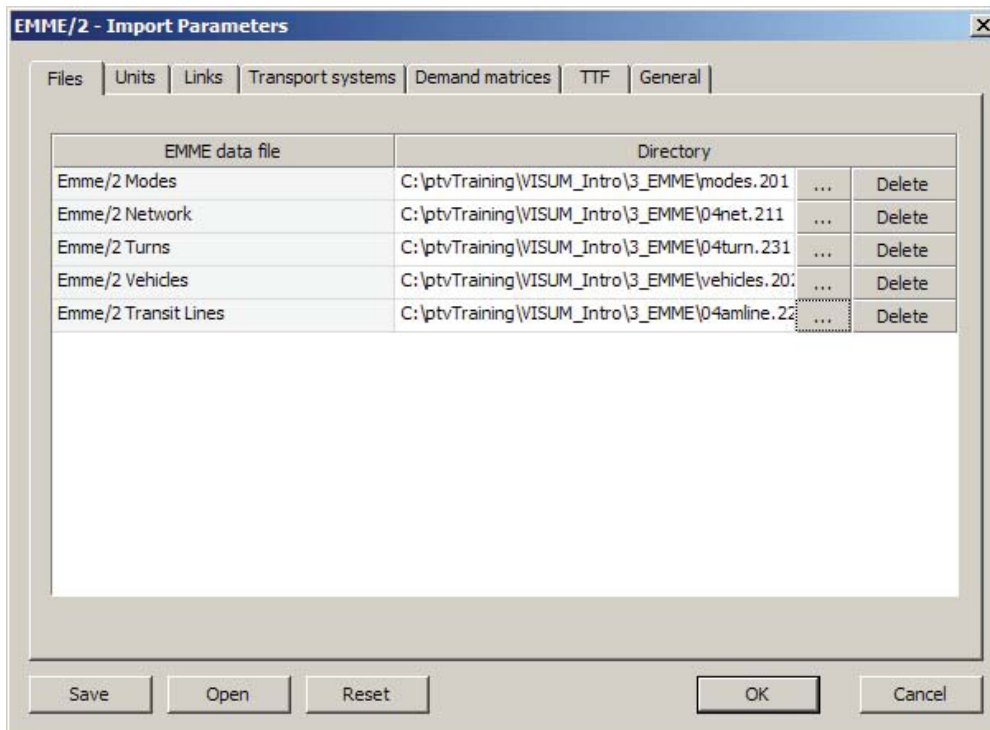 EMME/2 - Import Parameters
Files Units Links Transport systems Demand matrices TTF General
EMME data file Directory
Emme/2 Modes C:\ptvTraining\VISUM_Intro\3_EMME\modes.201 ... Delete
Emme/2 Network C:\ptvTraining\VISUM_Intro\3_EMME\04net.211 ... Delete
Emme/2 Turns C:\ptvTraining\VISUM_Intro\3_EMME\04turn.231 ... Delete
Emme/2 Vehicles C:\ptvTraining\VISUM_Intro\3_EMME\vehicles.20 ... Delete
Emme/2 Transit Lines C:\ptvTraining\VISUM_Intro\3_EMME\04amline.22 ... Delete
Save Open Reset OK Cancel